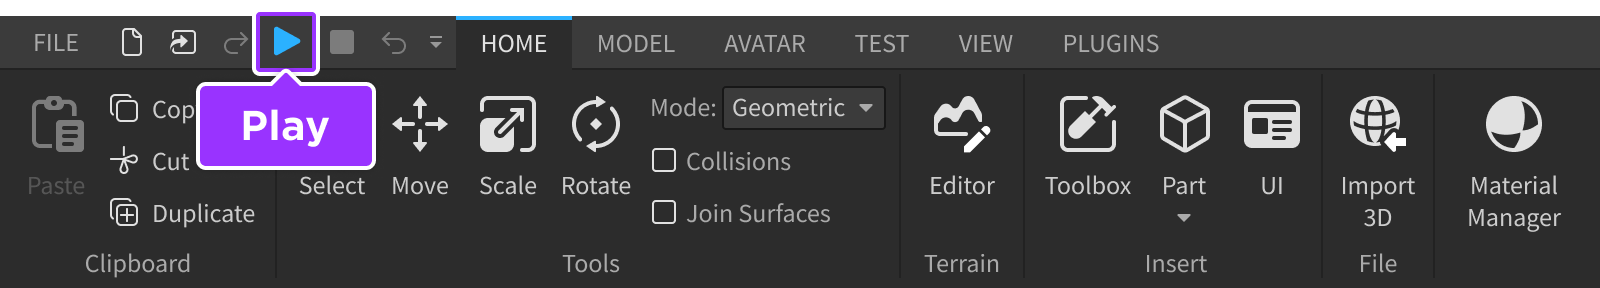 FILE
HOME
MODEL
AVATAR
TEST
VIEW
PLUGINS
Play
Paste
Cop
Cut
Duplicate
Clipboard
Select
Move
Scale
Rotate
Mode: Geometric
Collisions
Join Surfaces
Tools
Editor
Terrain
Toolbox
Part
UI
Insert
Import
3D
File
Material
Manager